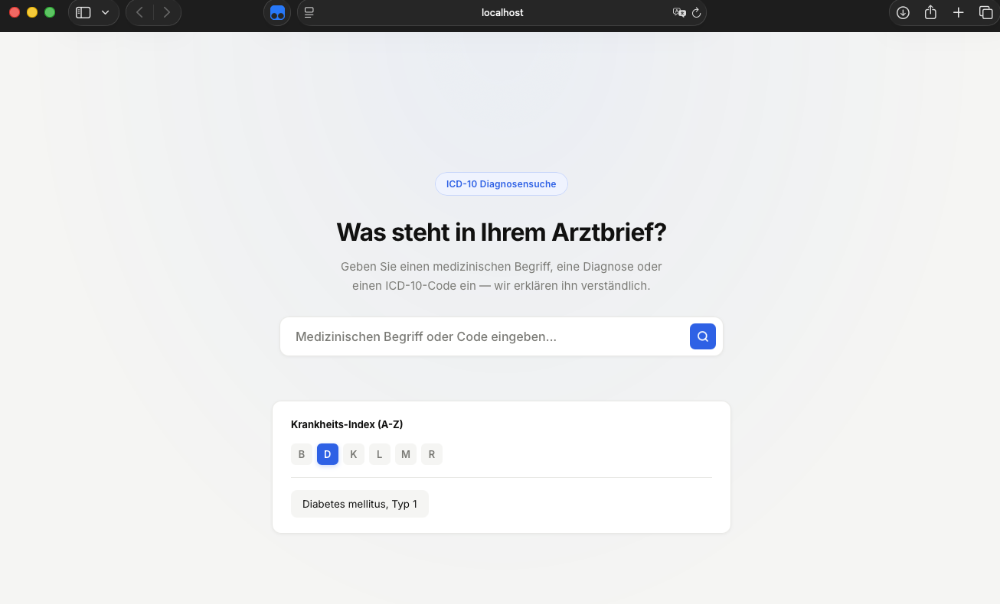 localhost
ICD-10 Diagnosensuche
Was steht in Ihrem Arztbrief?
Geben Sie einen medizinischen Begriff, eine Diagnose oder
einen ICD-10-Code ein — wir erklären ihn verständlich.
Medizinischen Begriff oder Code eingeben...
Krankheits-Index (A-Z)
B D K L M R
Diabetes mellitus, Typ 1